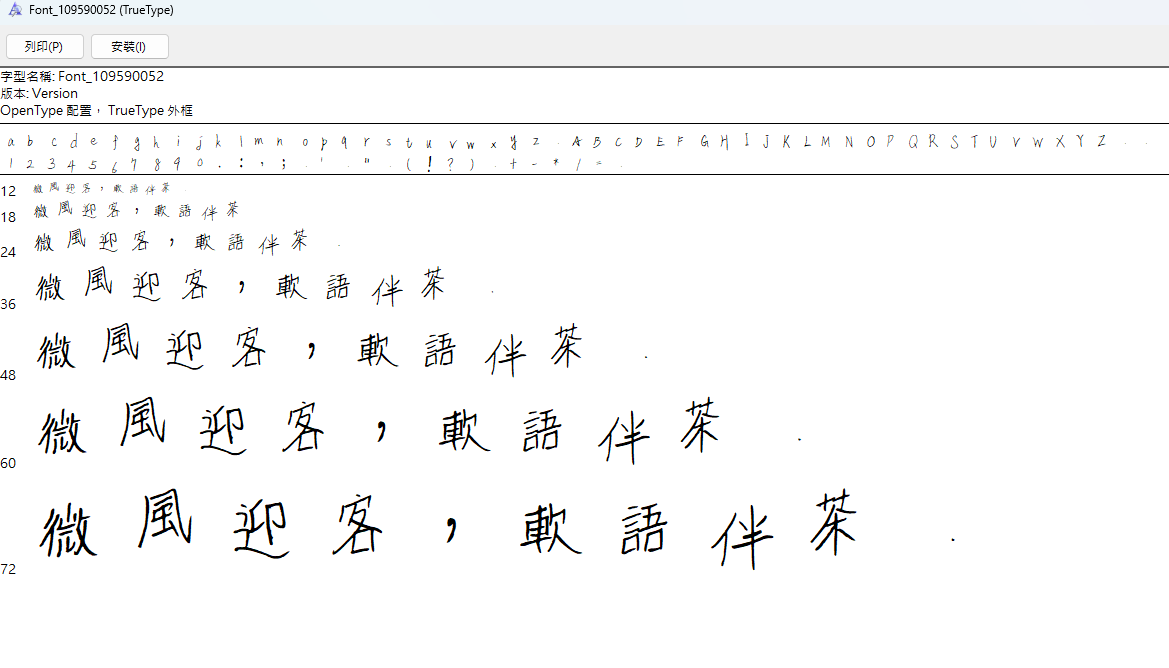 Font_109590052 (TrueType)
列印(P) 安裝(I)
字型名稱: Font_109590052
版本: Version
OpenType 配置， TrueType 外框
a b c d e f g h i j k l m n o p q r s t u v w x y z . A B C D E F G H I J K L M N O P Q R S T U V W X Y Z . .
1 2 3 4 5 6 7 8 9 0 . : , ; . ' . " . ( ! ? ) . + - * / = .
12 微風迎客，軟語伴茶
18 微風迎客，軟語伴茶
24 微風迎客，軟語伴茶 .
36 微風迎客，軟語伴茶 .
48 微風迎客，軟語伴茶 .
60 微風迎客，軟語伴茶 .
72 微風迎客，軟語伴茶 .